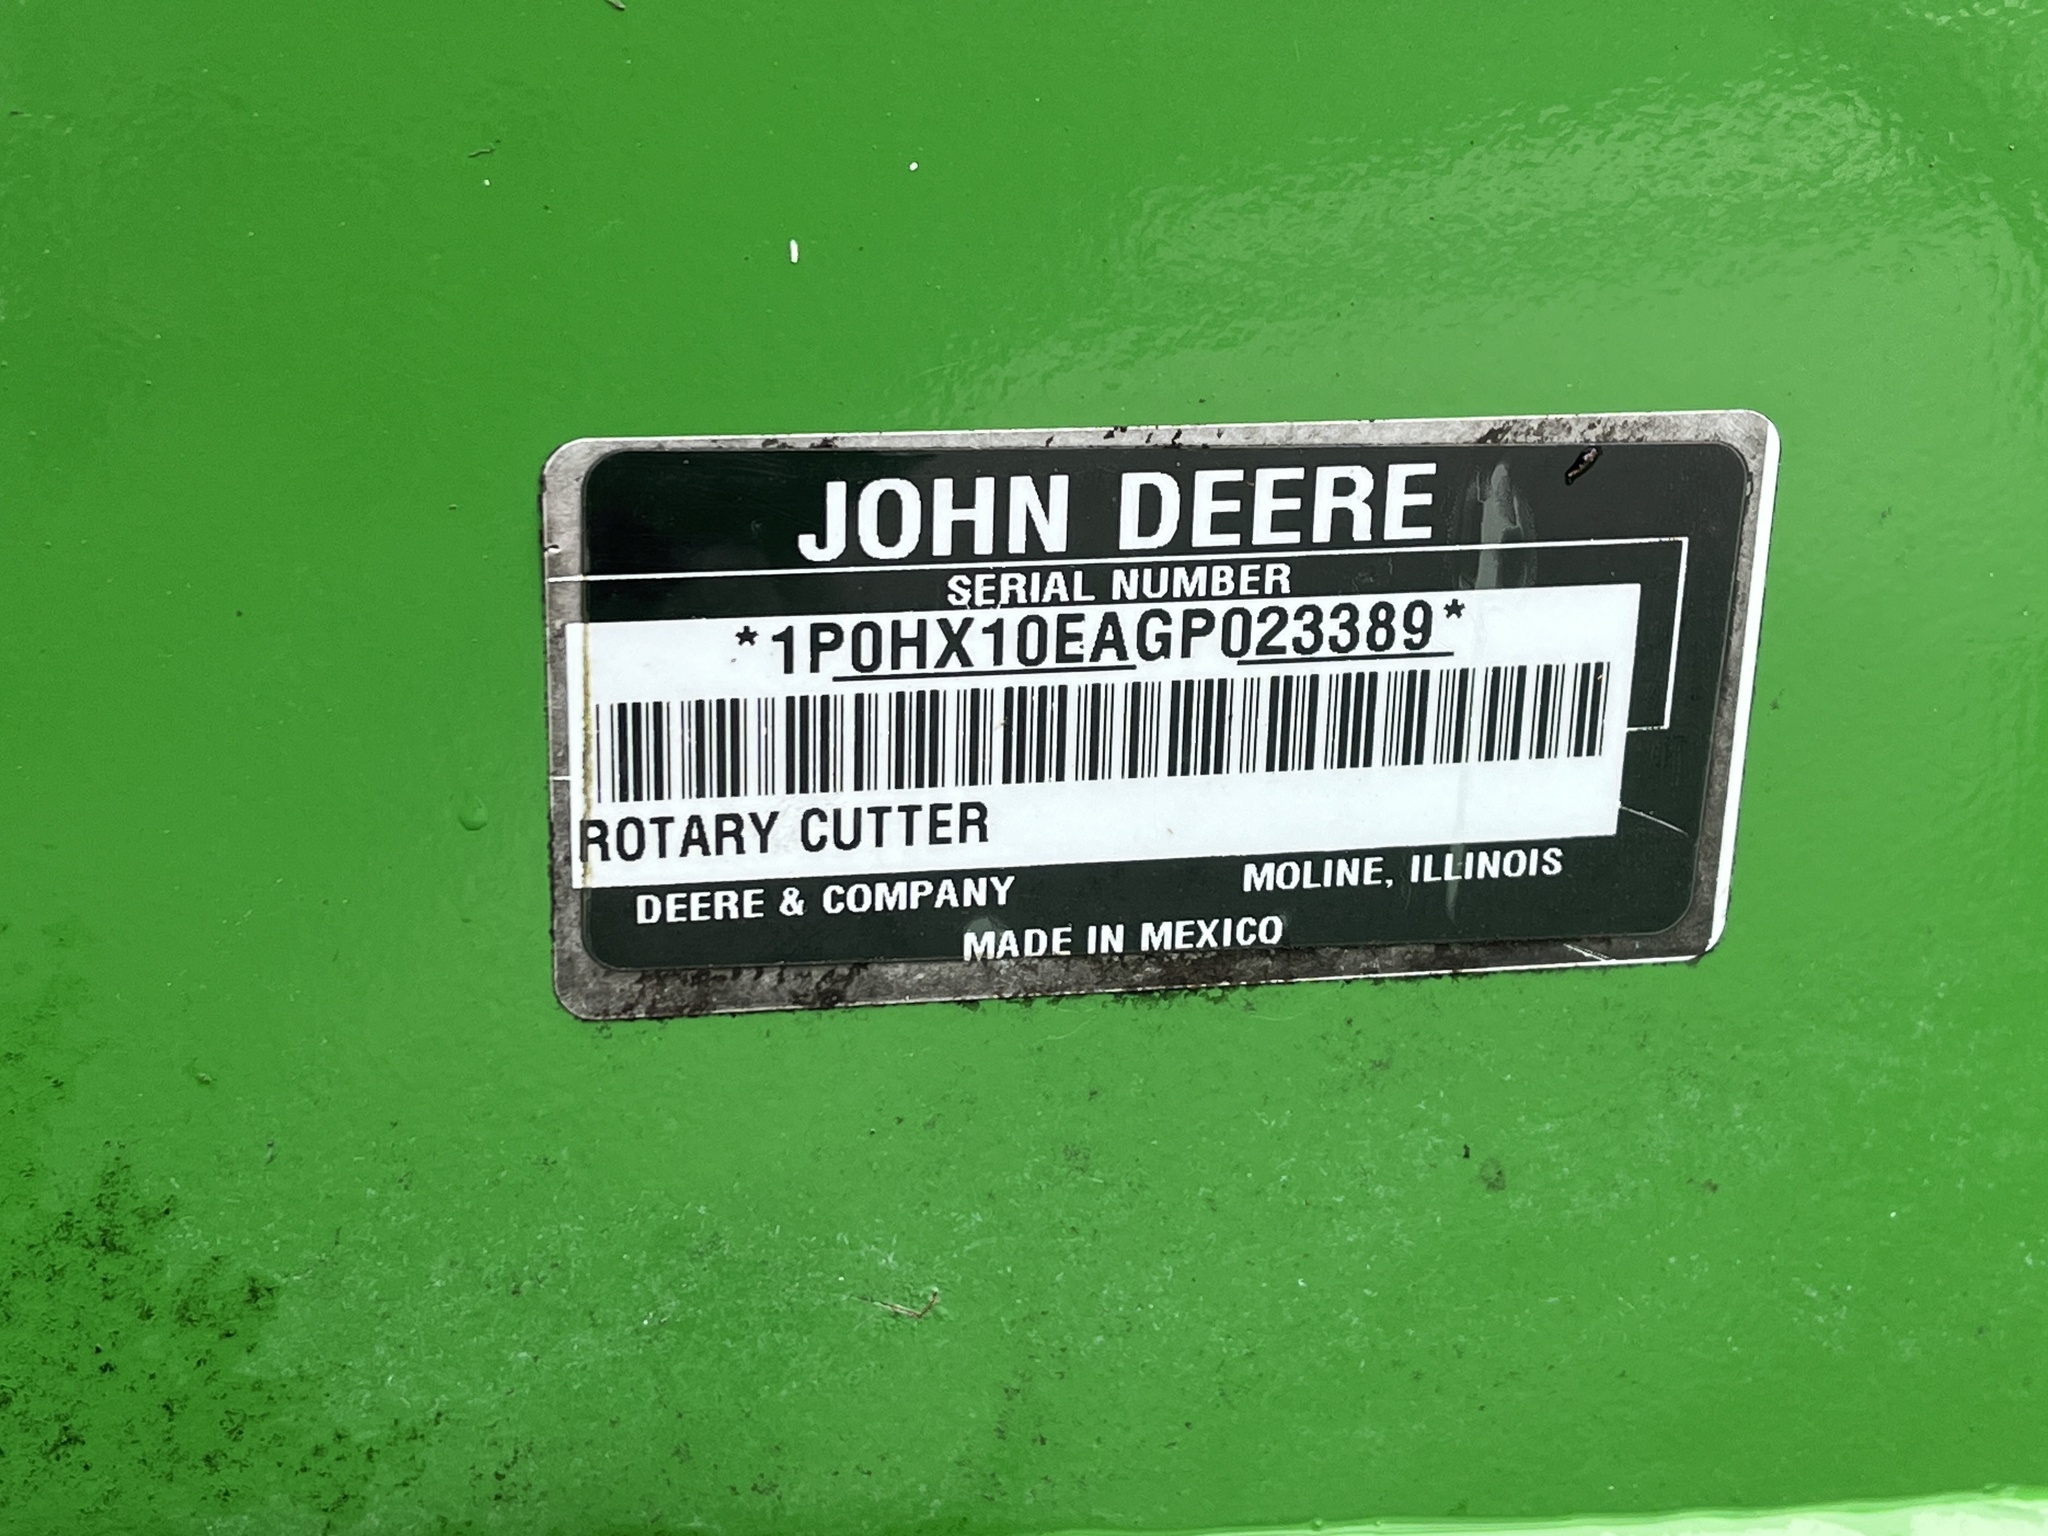 JOHN DEERE
SERIAL NUMBER
*1P0HX10EAGP023389*
ROTARY CUTTER
DEERE & COMPANY MOLINE, ILLINOIS
MADE IN MEXICO